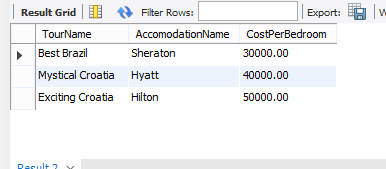 Result Grid Filter Rows: Export:
TourName AccomodationName CostPerBedroom
Best Brazil Sheraton 30000.00
Mystical Croatia Hyatt 40000.00
Exciting Croatia Hilton 50000.00
Result 2